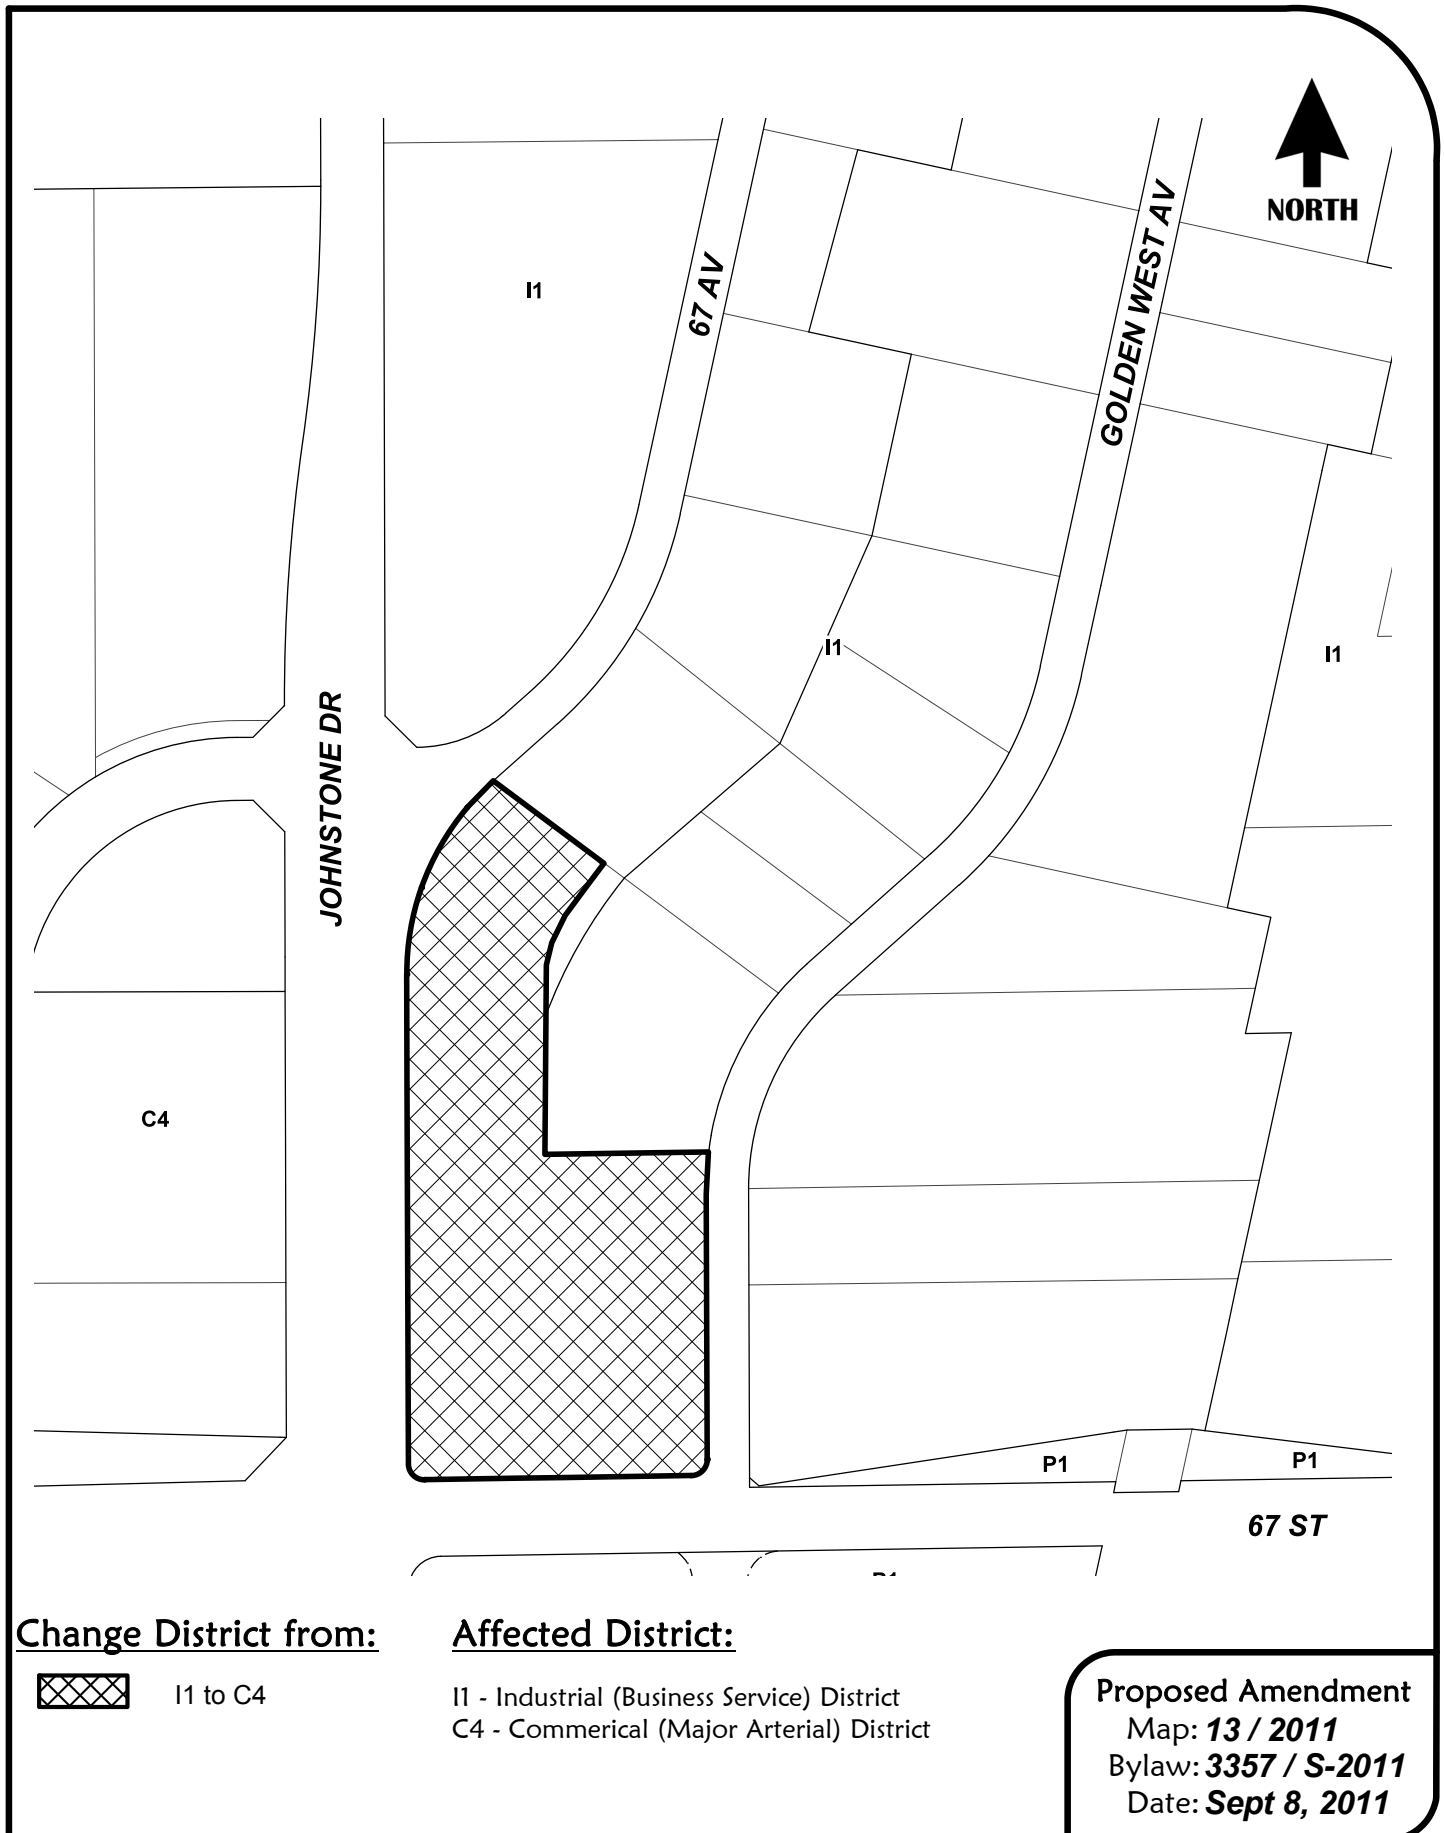 NORTH
I1
67 AV
GOLDEN WEST AV
I1
I1
JOHNSTONE DR
C4
P1
P1
67 ST
Change District from:
I1 to C4
Affected District:
I1 - Industrial (Business Service) District
C4 - Commerical (Major Arterial) District
Proposed Amendment
Map: 13 / 2011
Bylaw: 3357 / S-2011
Date: Sept 8, 2011